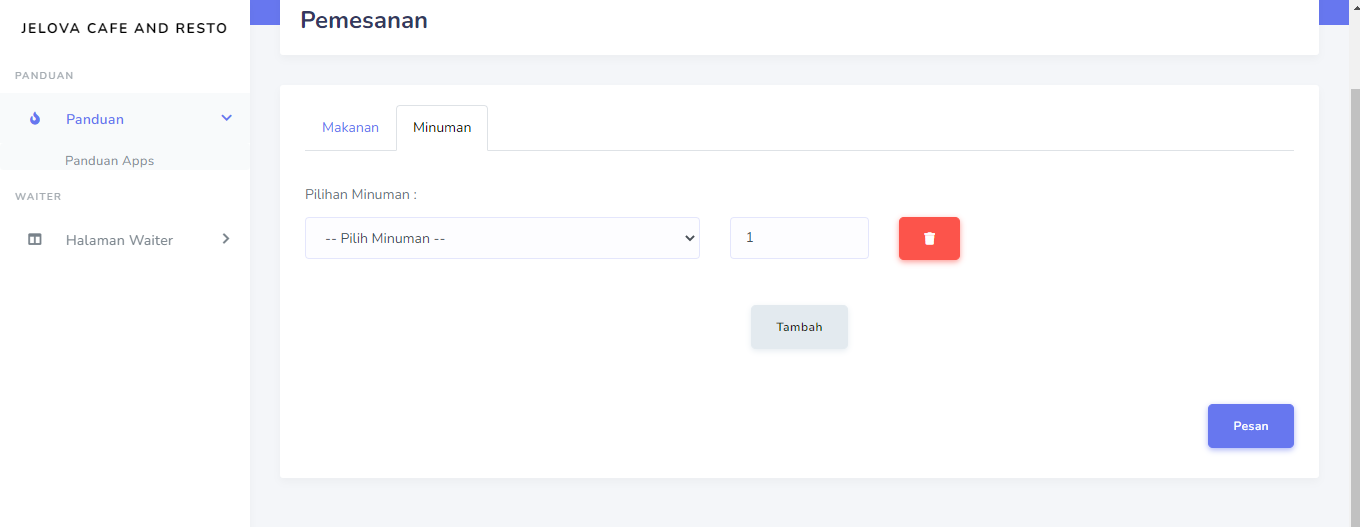 JELOVA CAFE AND RESTO
PANDUAN
Panduan
Panduan Apps
WAITER
Halaman Waiter
Pemesanan
Makanan
Minuman
Pilihan Minuman :
-- Pilih Minuman --
1
Tambah
Pesan